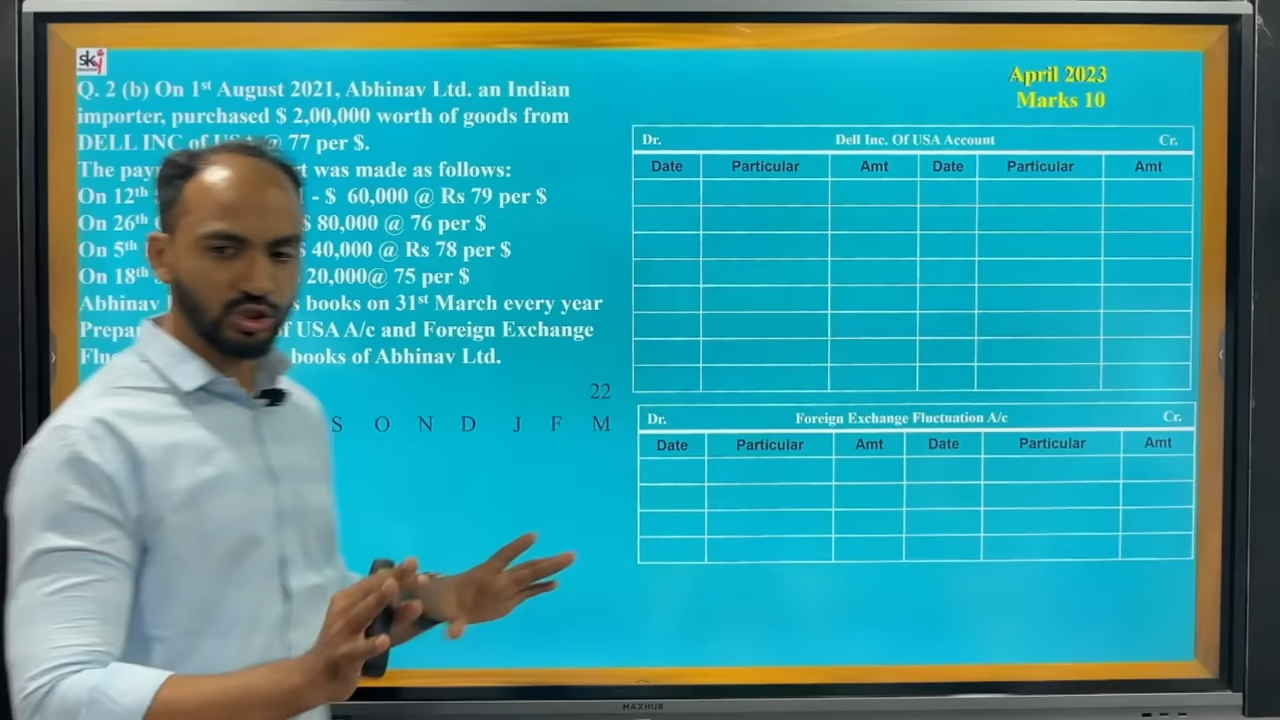 sky
Q. 2 (b) On 1st August 2021, Abhinav Ltd. an Indian
importer, purchased $ 2,00,000 worth of goods from
DELL INC of @ 77 per $.
The was made as follows:
On 12th - $ 60,000 @ Rs 79 per $
On 26th $ 80,000 @ 76 per $
On 5th $ 40,000 @ Rs 78 per $
On 18th 20,000@ 75 per $
Abhinav books on 31st March every year
USA A/c and Foreign Exchange
books of Abhinav Ltd.
22
S O N D J F M
April 2023
Marks 10
Dr. Dell Inc. Of USA Account Cr.
Date Particular Amt Date Particular Amt
Dr. Foreign Exchange Fluctuation A/c Cr.
Date Particular Amt Date Particular Amt
MAXHUB